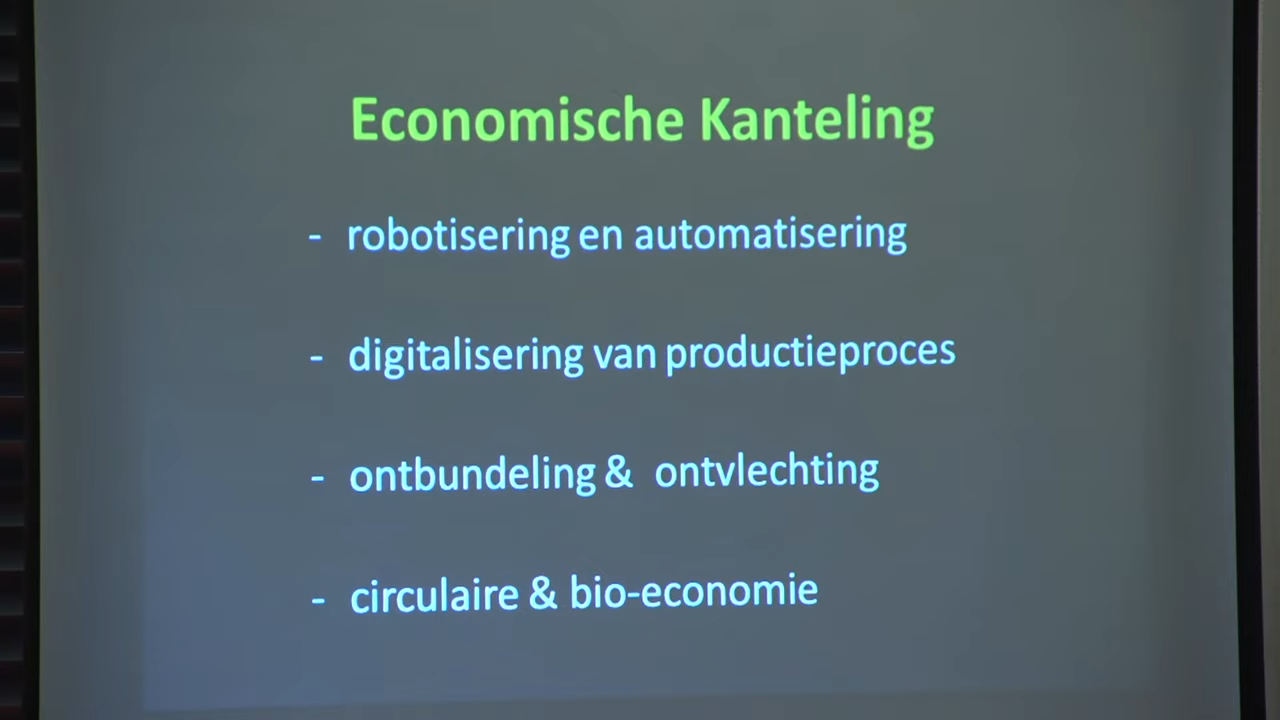 Economische Kanteling
- robotisering en automatisering
- digitalisering van productieproces
- ontbundeling & ontvlechting
- circulaire & bio-economie